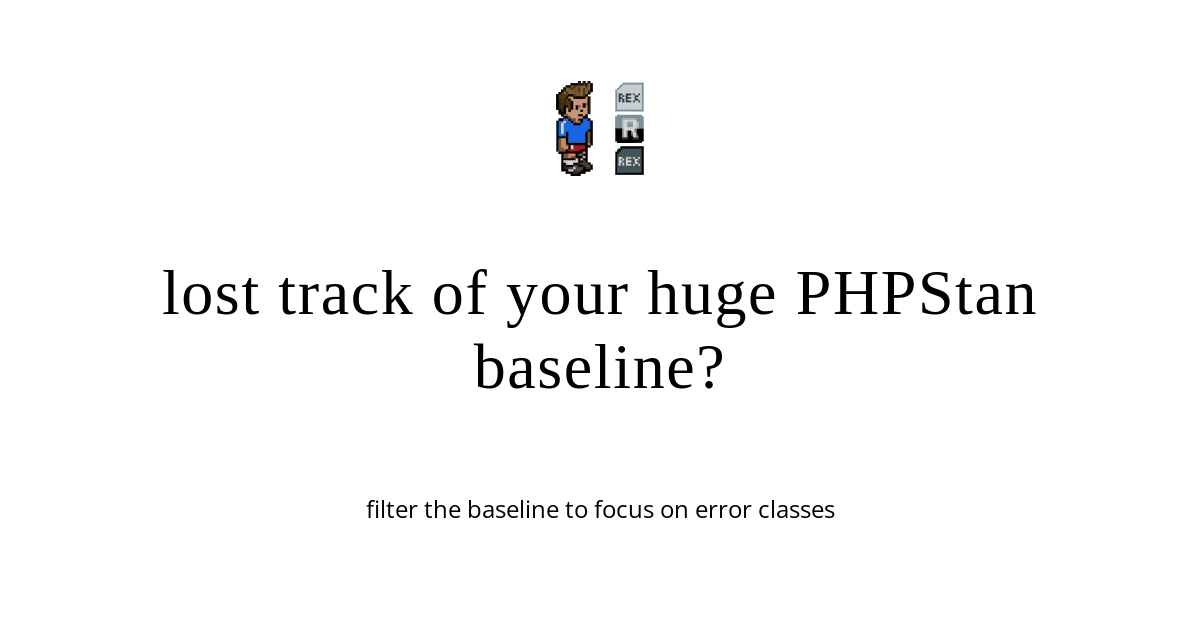 REX
R
REX
lost track of your huge PHPStan
baseline?
filter the baseline to focus on error classes